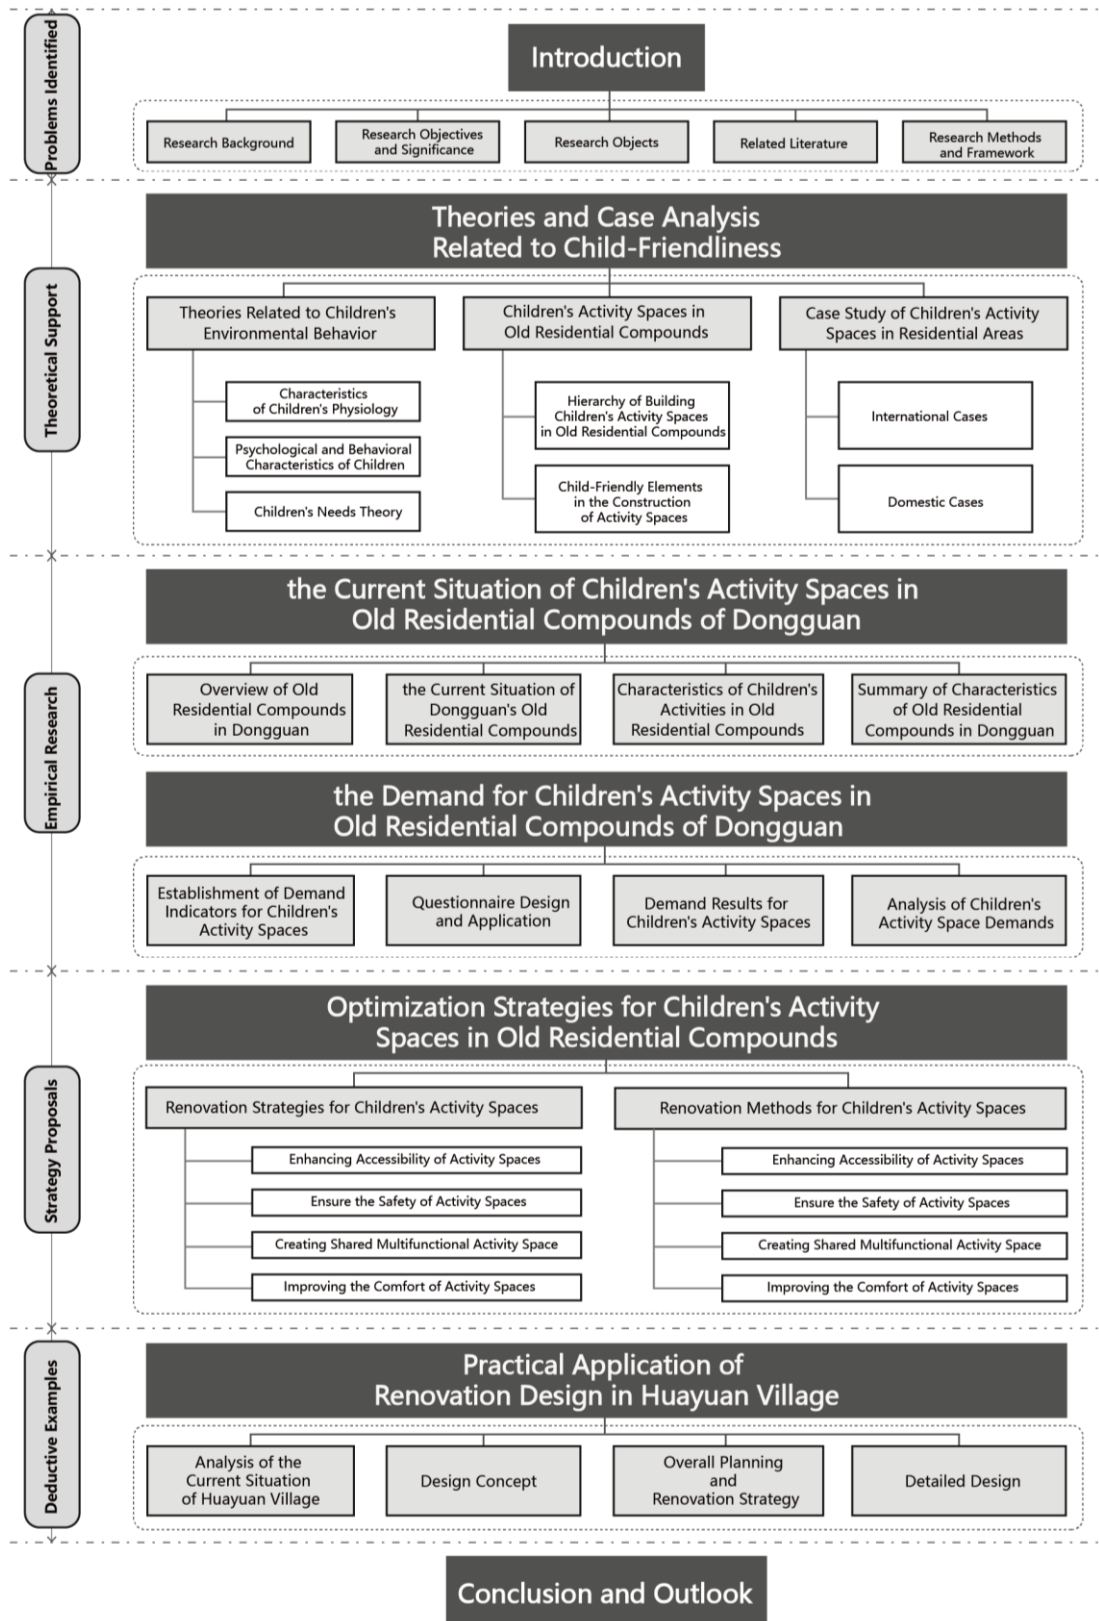 Problems Identified
Introduction
Research Background
Research Objectives
and Significance
Research Objects
Related Literature
Research Methods
and Framework
Theoretical Support
Theories and Case Analysis
Related to Child-Friendliness
Theories Related to Children's
Environmental Behavior
Characteristics
of Children's Physiology
Psychological and Behavioral
Characteristics of Children
Children's Needs Theory
Children's Activity Spaces in
Old Residential Compounds
Hierarchy of Building
Children's Activity Spaces
in Old Residential Compounds
Child-Friendly Elements
in the Construction
of Activity Spaces
Case Study of Children's Activity
Spaces in Residential Areas
International Cases
Domestic Cases
Empirical Research
the Current Situation of Children's Activity Spaces in
Old Residential Compounds of Dongguan
Overview of Old
Residential Compounds
in Dongguan
the Current Situation of
Dongguan's Old
Residential Compounds
Characteristics of Children's
Activities in Old
Residential Compounds
Summary of Characteristics
of Old Residential
Compounds in Dongguan
the Demand for Children's Activity Spaces in
Old Residential Compounds of Dongguan
Establishment of Demand
Indicators for Children's
Activity Spaces
Questionnaire Design
and Application
Demand Results for
Children's Activity Spaces
Analysis of Children's
Activity Space Demands
Strategy Proposals
Optimization Strategies for Children's Activity
Spaces in Old Residential Compounds
Renovation Strategies for Children's Activity Spaces
Enhancing Accessibility of Activity Spaces
Ensure the Safety of Activity Spaces
Creating Shared Multifunctional Activity Space
Improving the Comfort of Activity Spaces
Renovation Methods for Children's Activity Spaces
Enhancing Accessibility of Activity Spaces
Ensure the Safety of Activity Spaces
Creating Shared Multifunctional Activity Space
Improving the Comfort of Activity Spaces
Deductive Examples
Practical Application of
Renovation Design in Huayuan Village
Analysis of the
Current Situation
of Huayuan Village
Design Concept
Overall Planning
and
Renovation Strategy
Detailed Design
Conclusion and Outlook